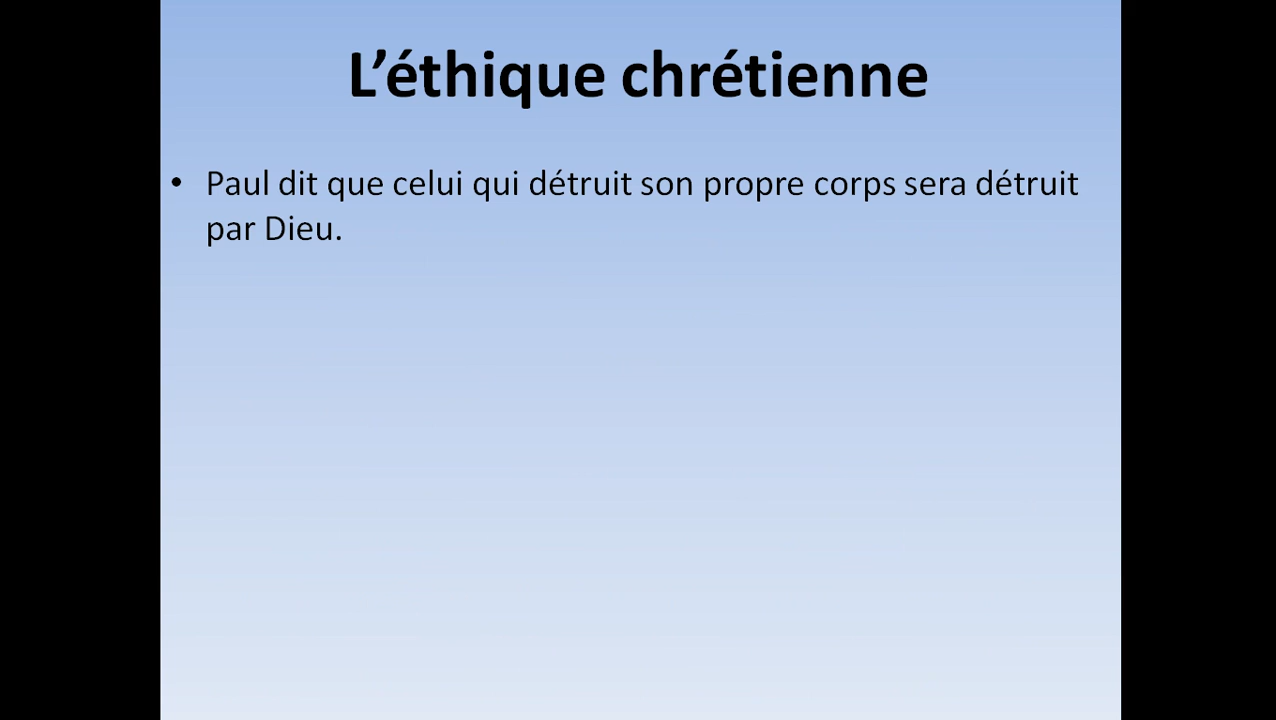 L’éthique chrétienne
• Paul dit que celui qui détruit son propre corps sera détruit
par Dieu.